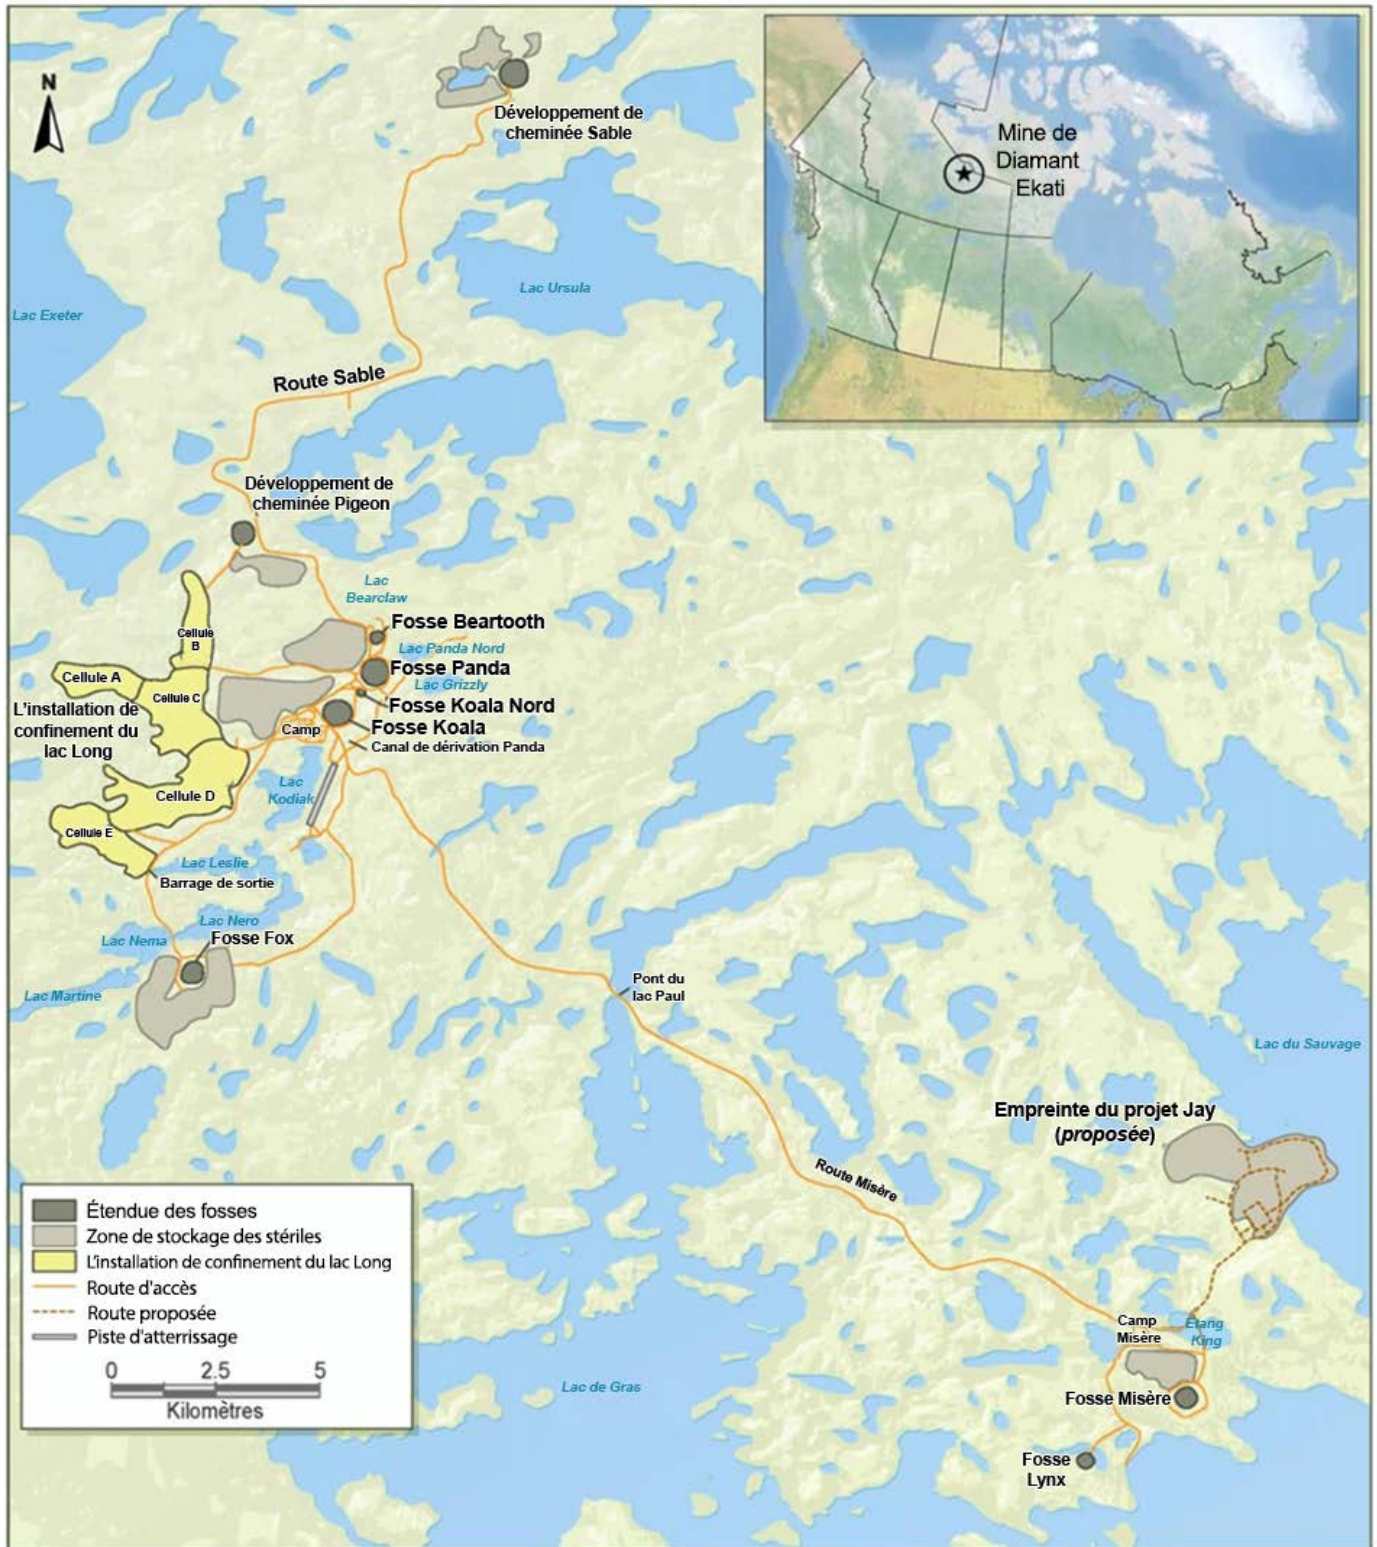 N
Développement de
cheminée Sable
Mine de
Diamant
Ekati
Lac Ursula
Lac Exeter
Route Sable
Développement de
cheminée Pigeon
Lac
Bearclaw
Fosse Beartooth
Cellule
B
Lac Panda Nord
Fosse Panda
Cellule A
Lac Grizzly
Cellule C
Fosse Koala Nord
L'installation de
confinement du
lac Long
Camp
Fosse Koala
Canal de dérivation Panda
Lac
Kodiak
Cellule D
Cellule E
Lac Leslie
Barrage de sortie
Lac Nero
Fosse Fox
Lac Nema
Lac Martine
Pont du
lac Paul
Lac du Sauvage
Empreinte du projet Jay
(proposée)
Route Misère
Étendue des fosses
Zone de stockage des stériles
L'installation de confinement du lac Long
Route d'accès
Route proposée
Piste d'atterrissage
0 2.5 5
Kilomètres
Camp
Misère
Étang
King
Lac de Gras
Fosse Misère
Fosse
Lynx